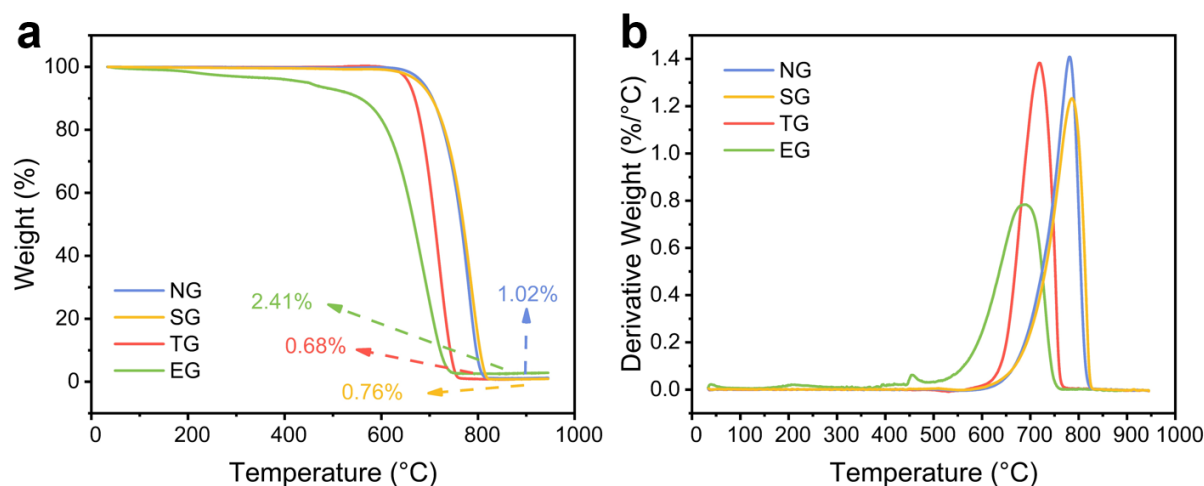 a
100
80
60
40
20
0
Weight (%)
NG
SG
TG
EG
2.41%
0.68%
0.76%
1.02%
0 200 400 600 800 1000
Temperature (°C)
b
1.4
1.2
1.0
0.8
0.6
0.4
0.2
0.0
Derivative Weight (%/°C)
NG
SG
TG
EG
0 100 200 300 400 500 600 700 800 900 1000
Temperature (°C)